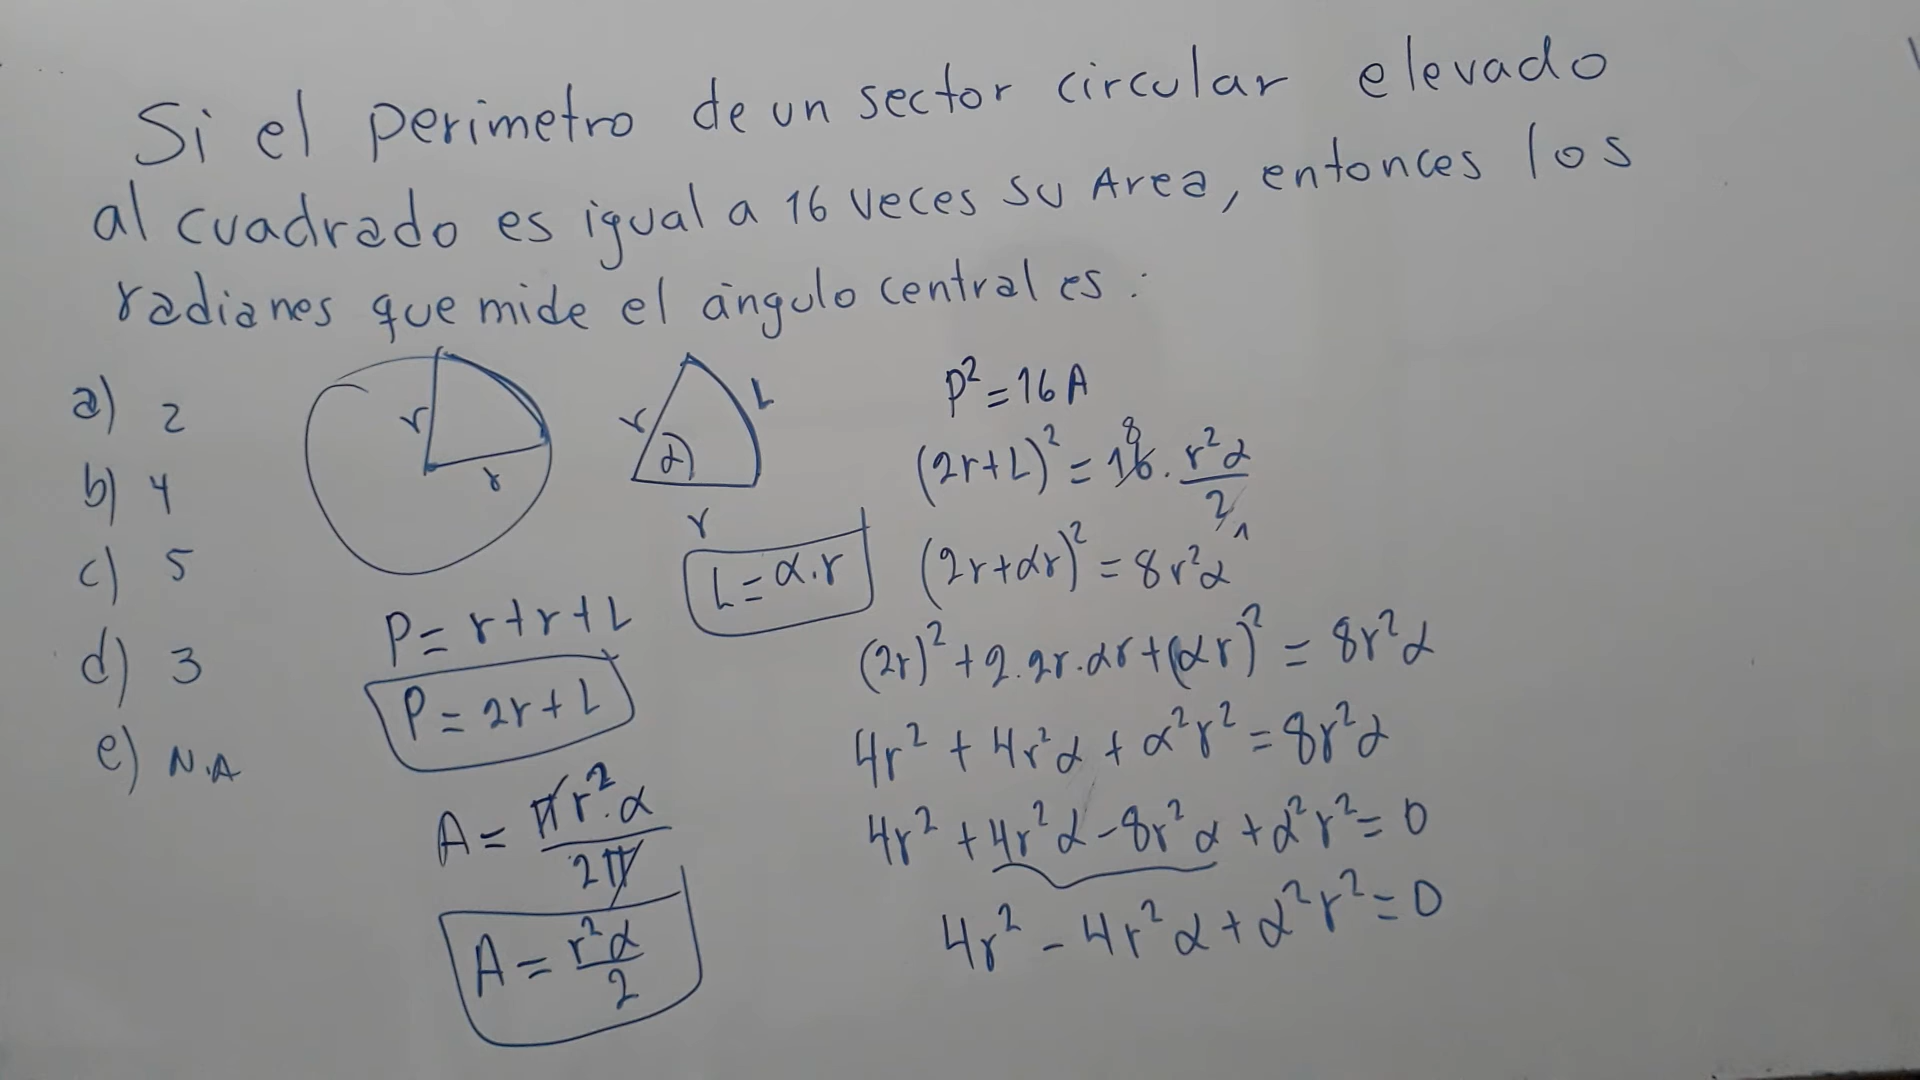 Si el perimetro de un sector circular elevado
al cuadrado es igual a 16 veces su Area, entonces los
radianes que mide el ángulo central es:
a) 2
b) 4
c) 5
d) 3
e) N.A
r
r
r
α
L
r
L = α.r
P = r+r+L
P = 2r+L
A = πr².α / 2π
A = r²α / 2
P² = 16A
(2r+L)² = 16 8 . r²α / 2 1
(2r+αr)² = 8r²α
(2r)² + 2.2r.αr + (αr)² = 8r²α
4r² + 4r²α + α²r² = 8r²α
4r² + 4r²α - 8r²α + α²r² = 0
4r² - 4r²α + α²r² = 0